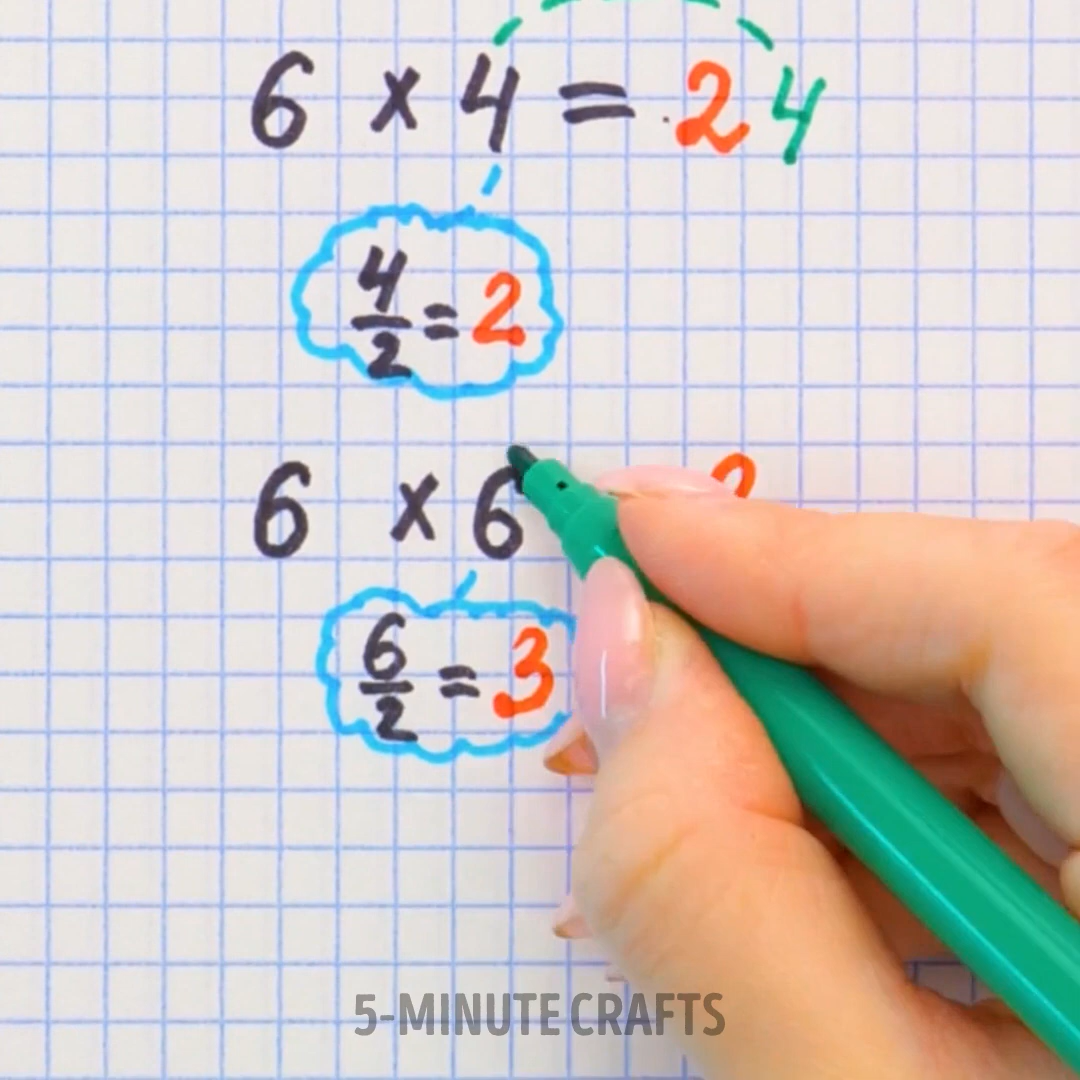 6 x 4 = 24
4
2 = 2
6 x 6
6
2 = 3
5-MINUTE CRAFTS